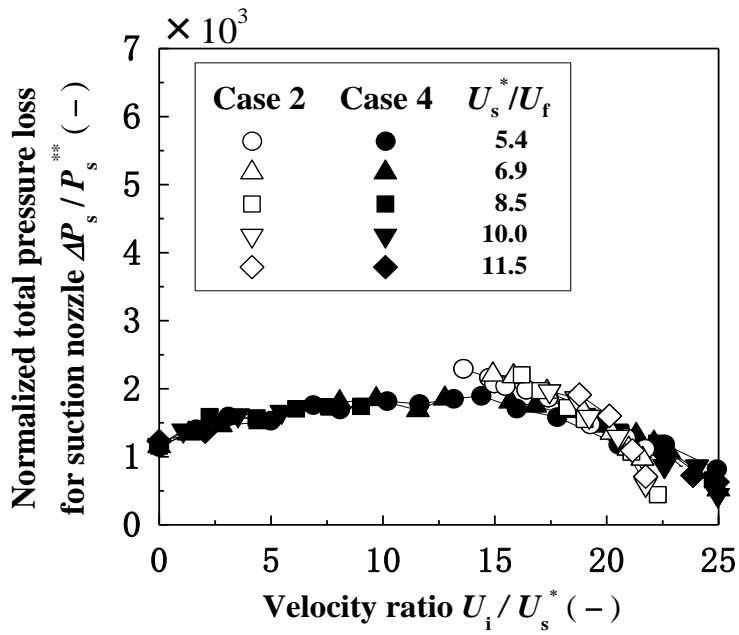 × 10³
7
6
5
4
3
2
1
0
Normalized total pressure loss
for suction nozzle ΔPₛ / Pₛ** (−)
Case 2 Case 4 Uₛ*/U_f
5.4
6.9
8.5
10.0
11.5
0 5 10 15 20 25
Velocity ratio U_i / Uₛ* (−)